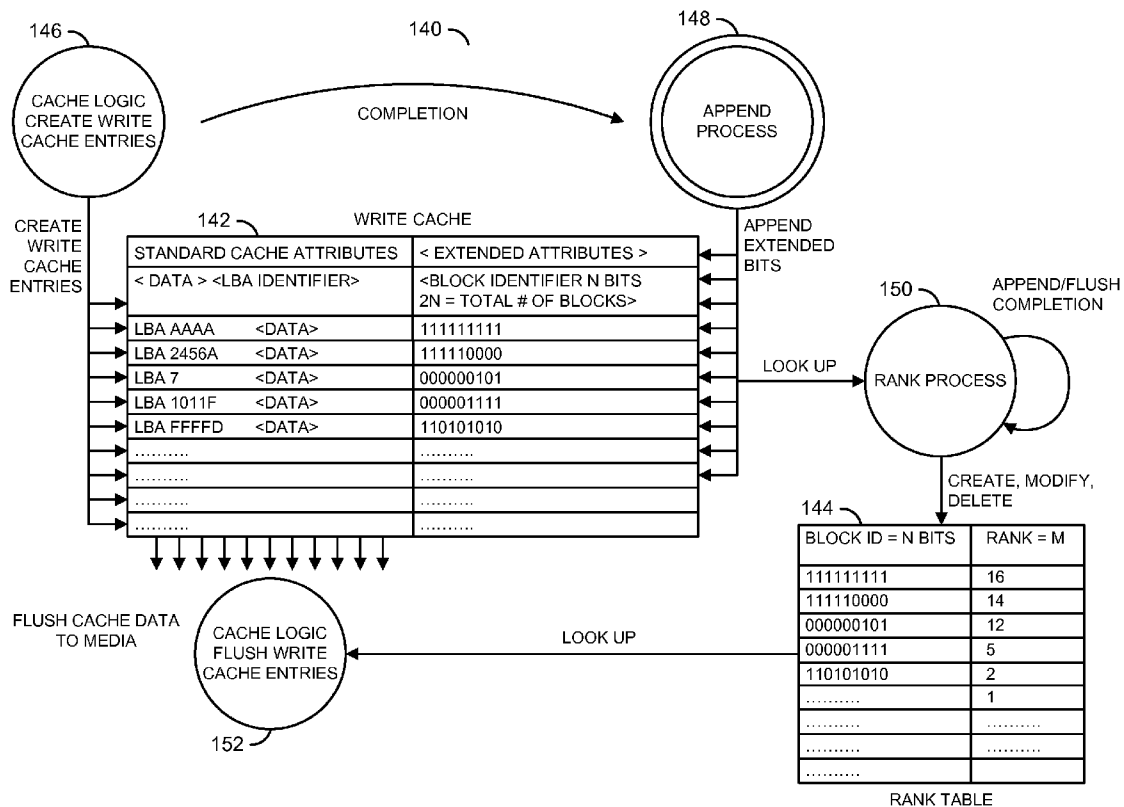 146
140
148
CACHE LOGIC
CREATE WRITE
CACHE ENTRIES
COMPLETION
APPEND
PROCESS
CREATE
WRITE
CACHE
ENTRIES
142
WRITE CACHE
APPEND
EXTENDED
BITS
STANDARD CACHE ATTRIBUTES < EXTENDED ATTRIBUTES >
< DATA > <LBA IDENTIFIER> <BLOCK IDENTIFIER N BITS
2N = TOTAL # OF BLOCKS>
LBA AAAA <DATA> 111111111
LBA 2456A <DATA> 111110000
LBA 7 <DATA> 000000101
LBA 1011F <DATA> 000001111
LBA FFFFD <DATA> 110101010
.......... ..........
.......... ..........
.......... ..........
.......... ..........
150
APPEND/FLUSH
COMPLETION
LOOK UP
RANK PROCESS
CREATE, MODIFY,
DELETE
144
BLOCK ID = N BITS RANK = M
111111111 16
111110000 14
000000101 12
000001111 5
110101010 2
.......... 1
.......... ..........
.......... ..........
..........
RANK TABLE
FLUSH CACHE DATA
TO MEDIA
CACHE LOGIC
FLUSH WRITE
CACHE ENTRIES
LOOK UP
152